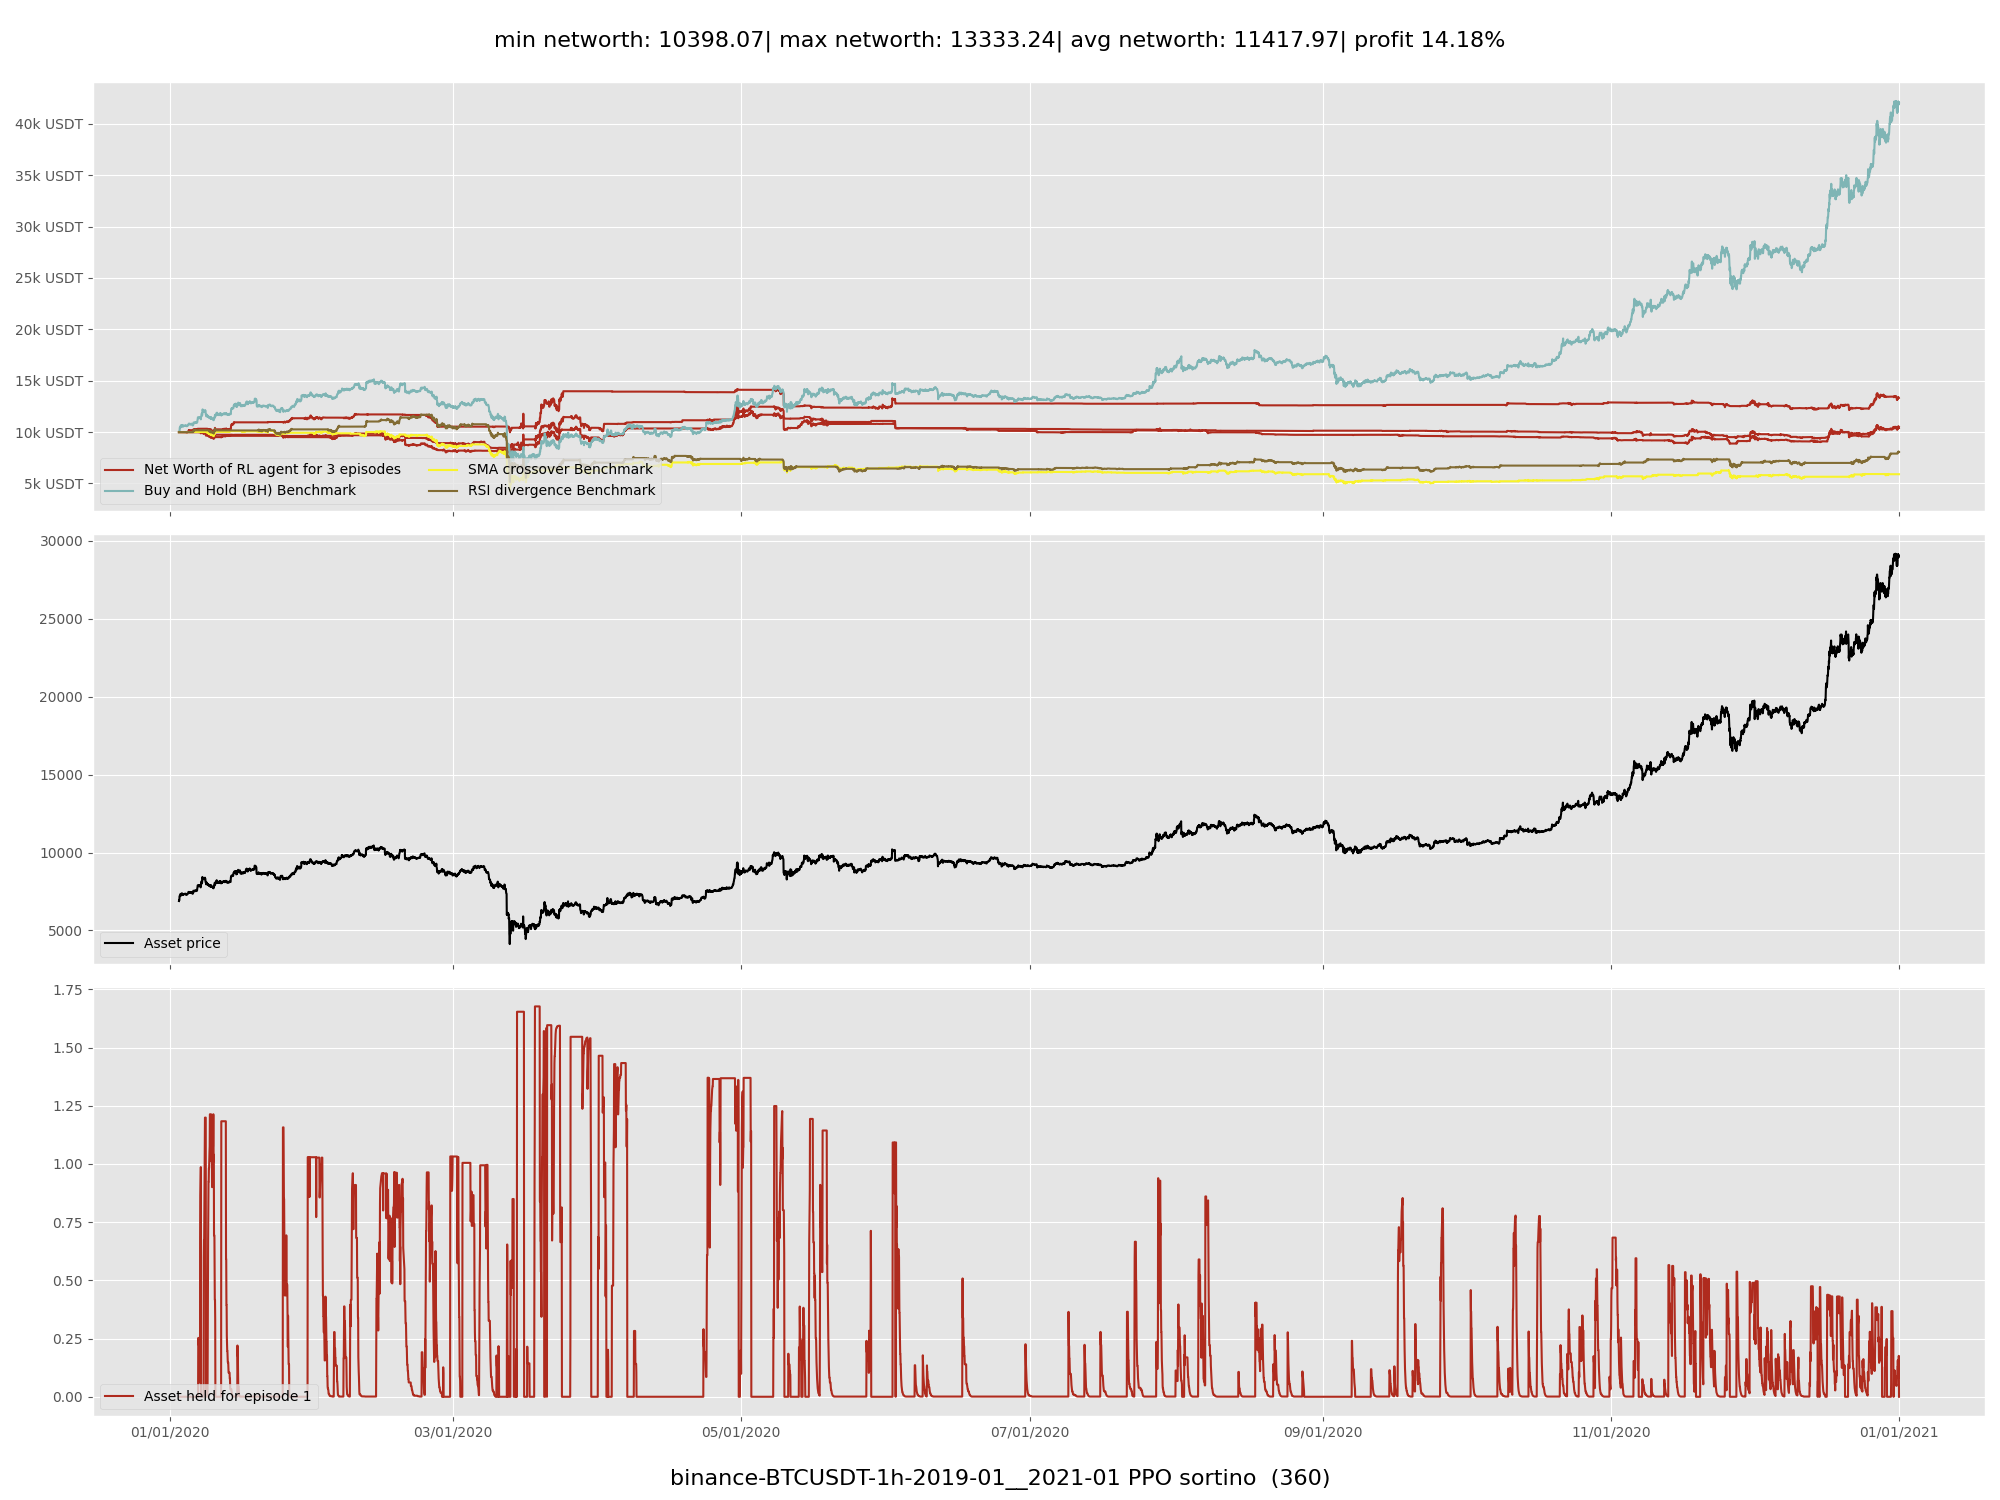 min networth: 10398.07| max networth: 13333.24| avg networth: 11417.97| profit 14.18%
40k USDT
35k USDT
30k USDT
25k USDT
20k USDT
15k USDT
10k USDT
5k USDT
Net Worth of RL agent for 3 episodes
Buy and Hold (BH) Benchmark
SMA crossover Benchmark
RSI divergence Benchmark
30000
25000
20000
15000
10000
5000
Asset price
1.75
1.50
1.25
1.00
0.75
0.50
0.25
0.00
Asset held for episode 1
01/01/2020 03/01/2020 05/01/2020 07/01/2020 09/01/2020 11/01/2020 01/01/2021
binance-BTCUSDT-1h-2019-01__2021-01 PPO sortino  (360)